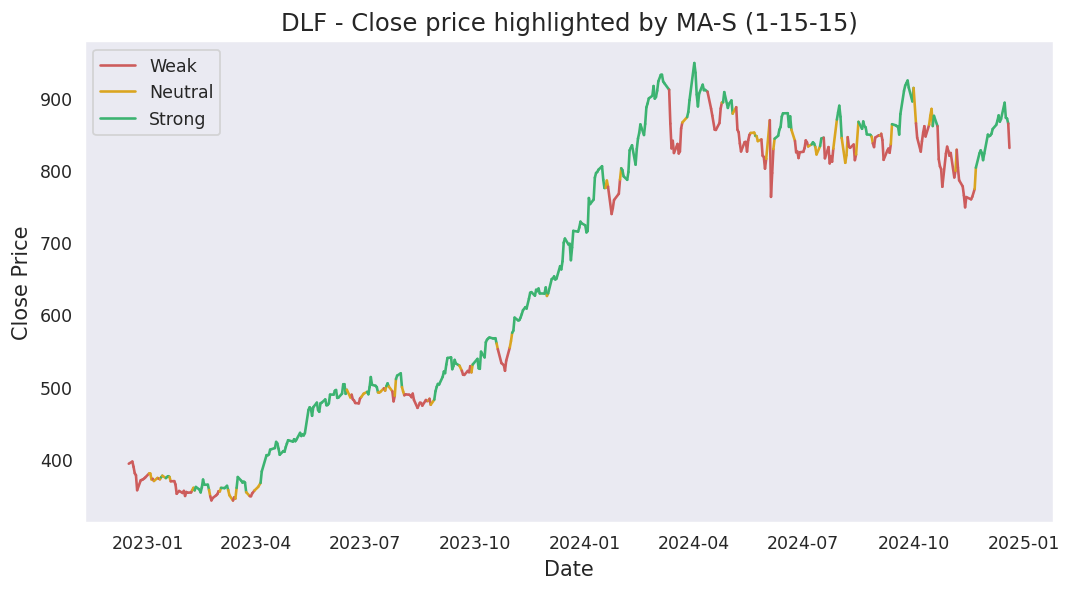 DLF - Close price highlighted by MA-S (1-15-15)
Weak
Neutral
Strong
Close Price
900
800
700
600
500
400
2023-01 2023-04 2023-07 2023-10 2024-01 2024-04 2024-07 2024-10 2025-01
Date